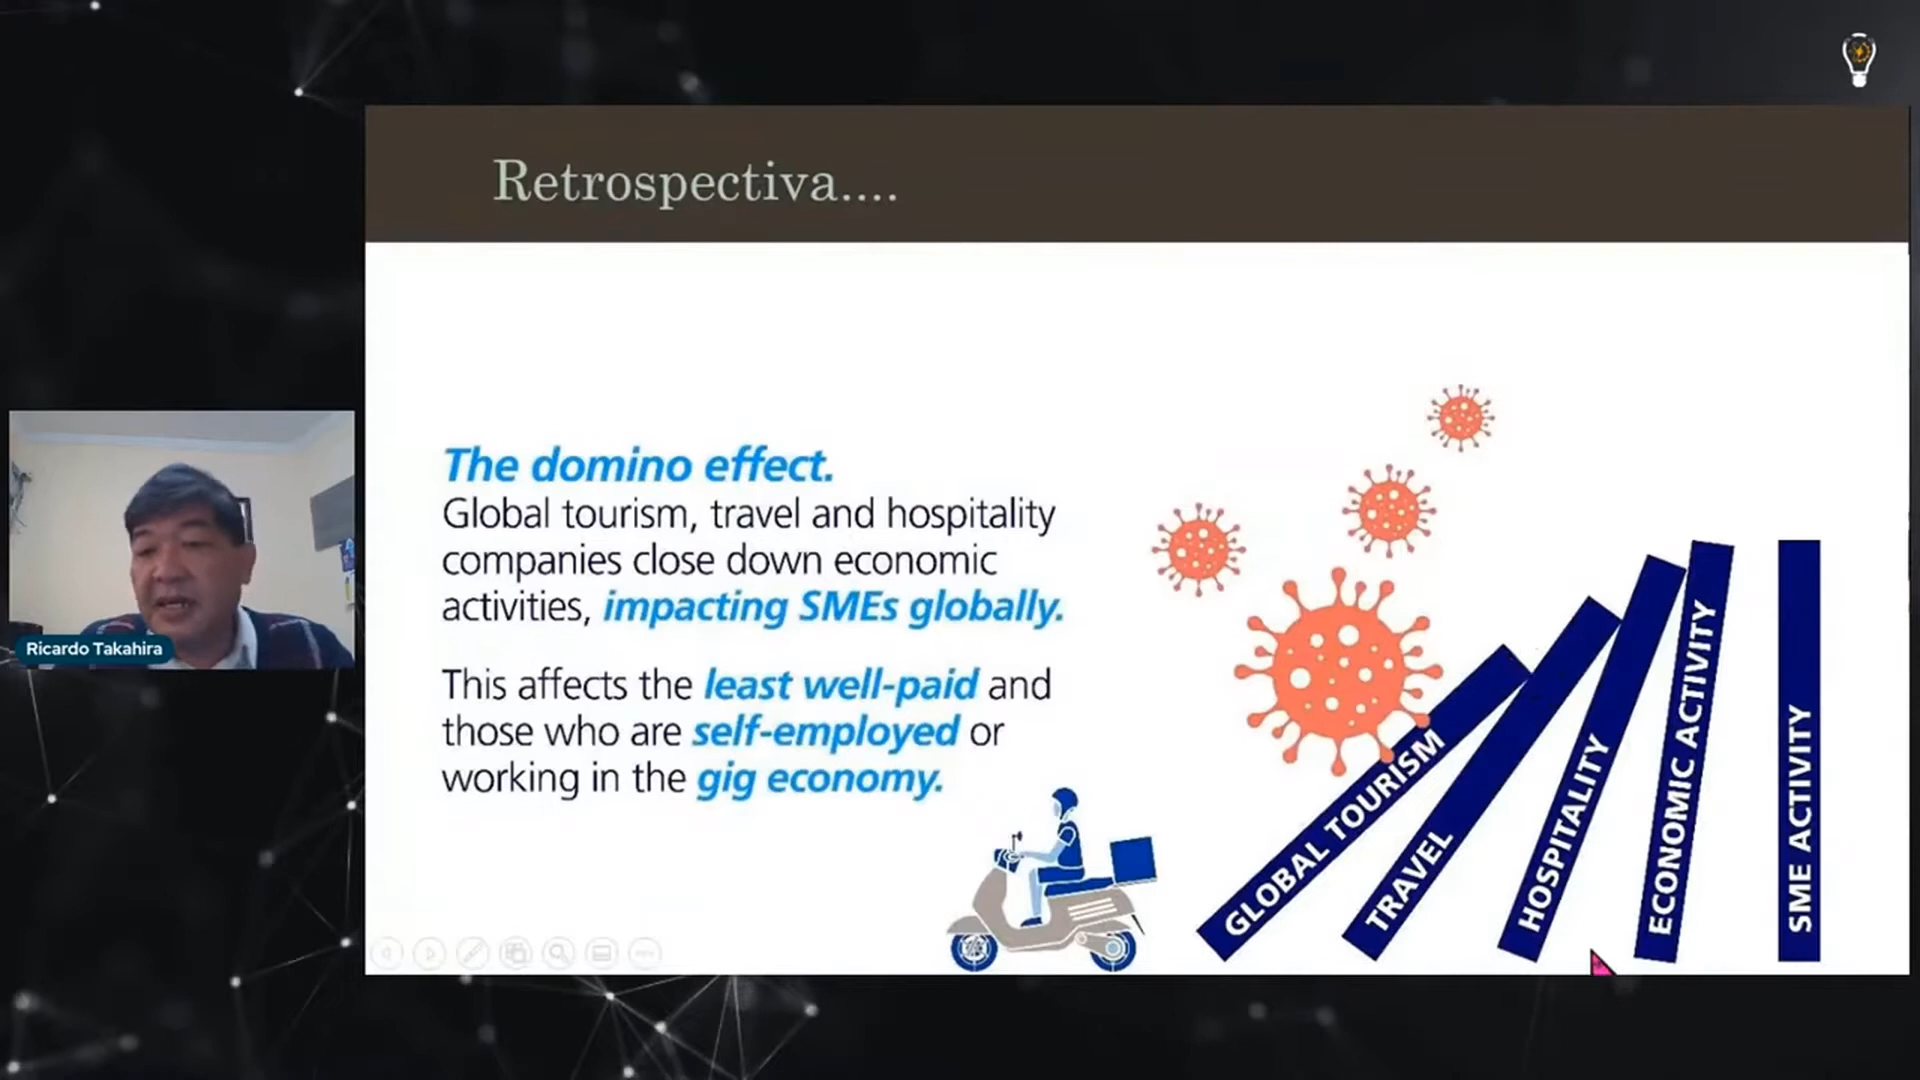 Retrospectiva....
The domino effect.
Global tourism, travel and hospitality
companies close down economic
activities, impacting SMEs globally.
This affects the least well-paid and
those who are self-employed or
working in the gig economy.
GLOBAL TOURISM
TRAVEL
HOSPITALITY
ECONOMIC ACTIVITY
SME ACTIVITY
Ricardo Takahira